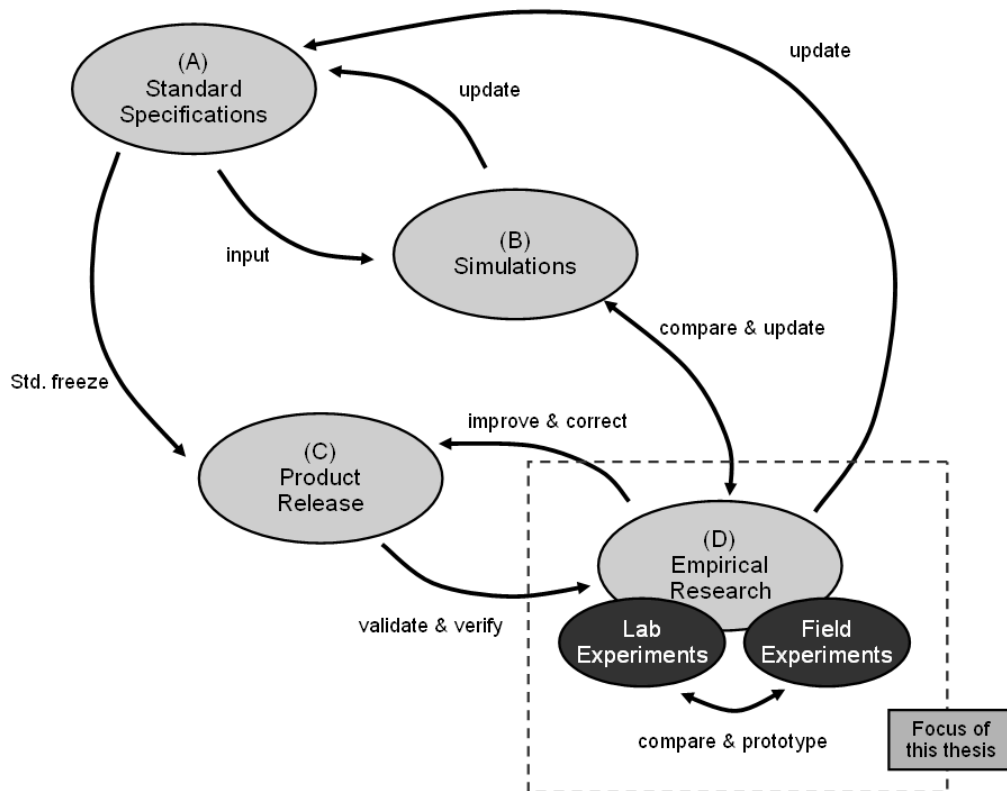 (A)
Standard
Specifications
update
update
(B)
Simulations
input
compare & update
Std. freeze
improve & correct
(C)
Product
Release
(D)
Empirical
Research
validate & verify
Lab
Experiments
Field
Experiments
compare & prototype
Focus of
this thesis